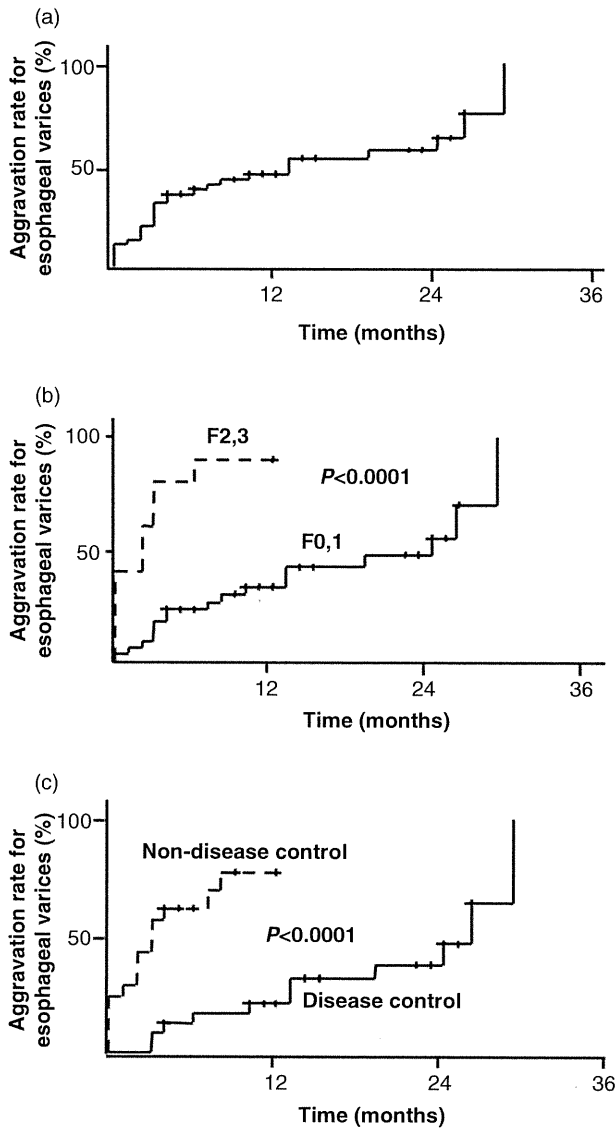 (a)
Aggravation rate for
esophageal varices (%)
100
50
12
24
36
Time (months)
(b)
Aggravation rate for
esophageal varices (%)
100
F2,3
P<0.0001
F0,1
50
12
24
36
Time (months)
(c)
Aggravation rate for
esophageal varices (%)
100
Non-disease control
P<0.0001
50
Disease control
12
24
36
Time (months)